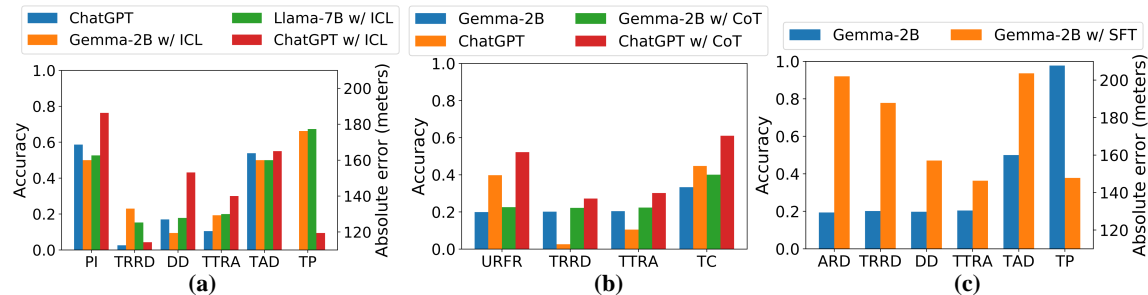 ChatGPT
Llama-7B w/ ICL
Gemma-2B w/ ICL
ChatGPT w/ ICL
1.0
0.8
0.6
0.4
0.2
0.0
Accuracy
200
180
160
140
120
Absolute error (meters)
PI TRRD DD TTRA TAD TP
(a)
Gemma-2B
Gemma-2B w/ CoT
ChatGPT
ChatGPT w/ CoT
1.0
0.8
0.6
0.4
0.2
0.0
Accuracy
URFR TRRD TTRA TC
(b)
Gemma-2B
Gemma-2B w/ SFT
1.0
0.8
0.6
0.4
0.2
0.0
Accuracy
200
180
160
140
120
Absolute error (meters)
ARD TRRD DD TTRA TAD TP
(c)